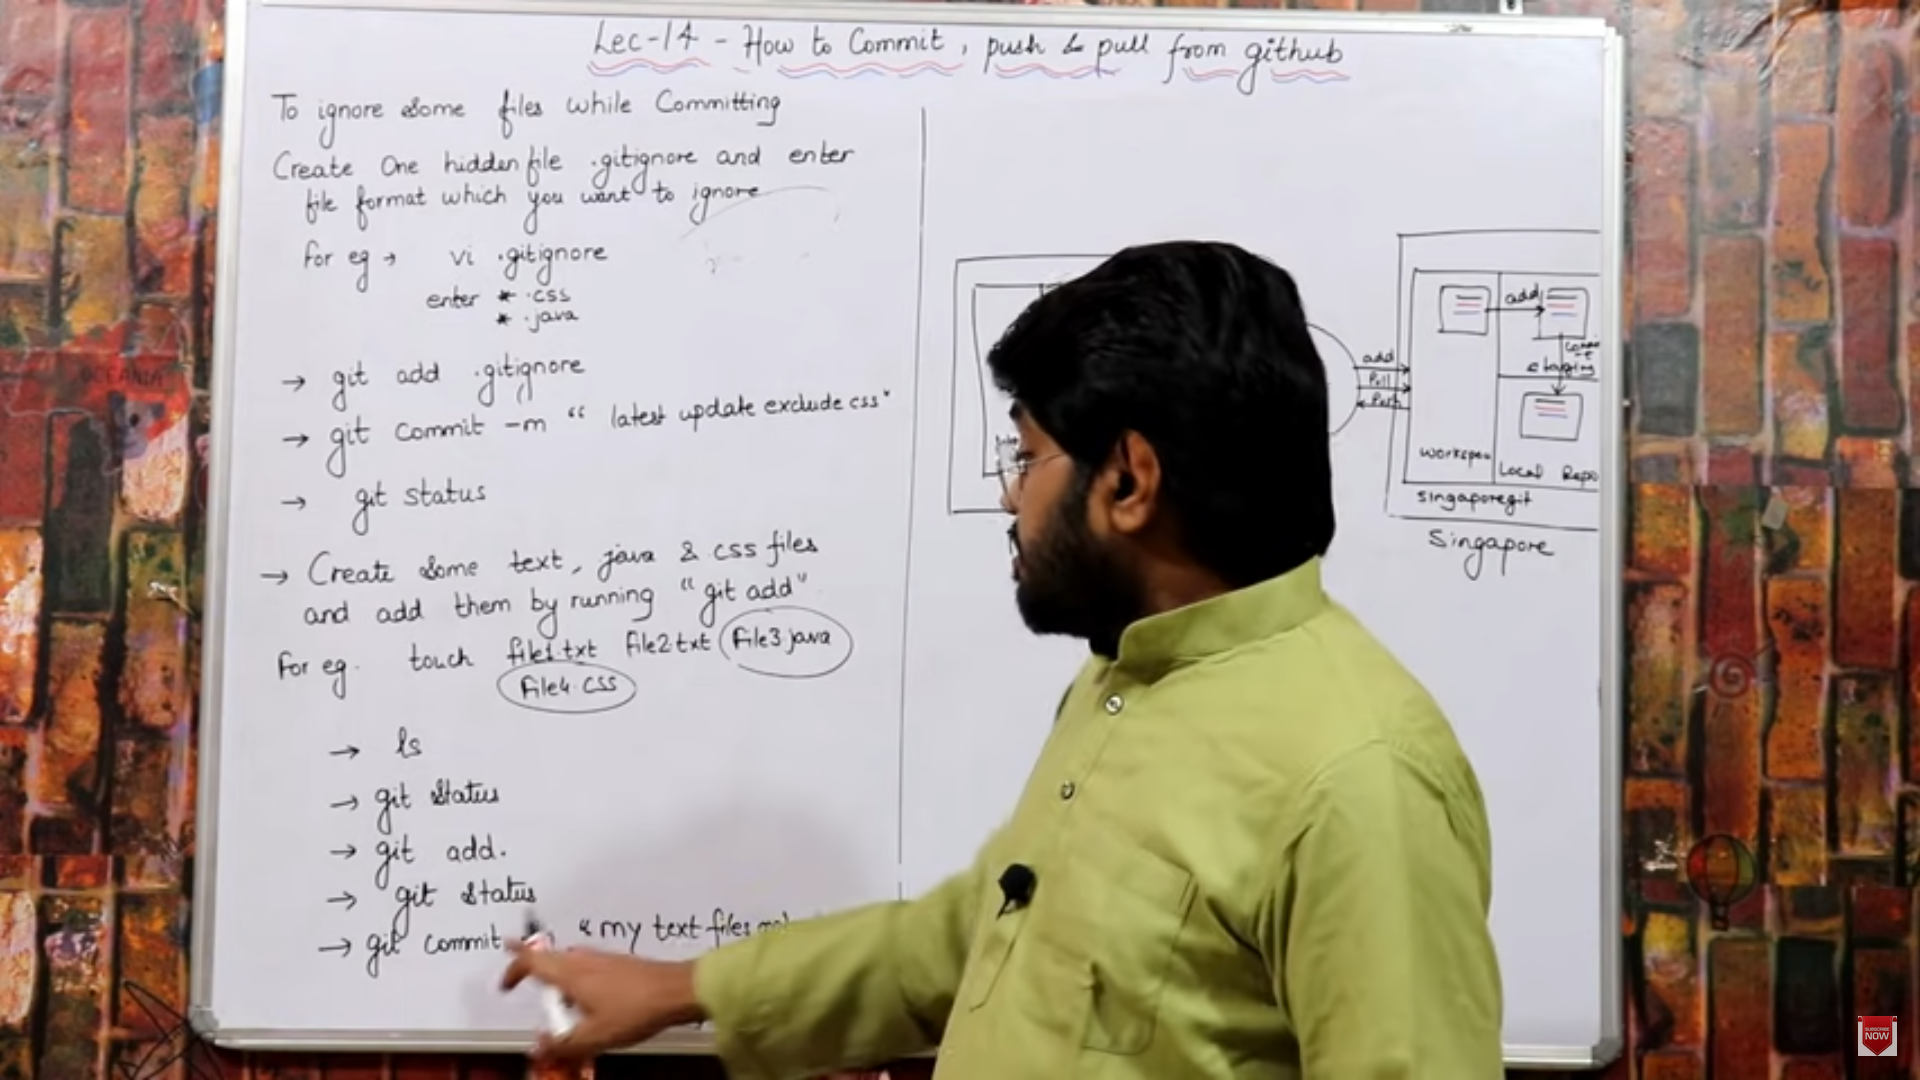 Lec-14 - How to Commit, push & pull from github
To ignore some files while Committing
Create One hidden file .gitignore and enter
file format which you want to ignore
For eg → vi .gitignore
enter * .css
* .java
→ git add .gitignore
→ git commit -m “ latest update exclude css"
→ git status
→ Create some text, java & css files
and add them by running “git add"
For eg. touch file1.txt file2.txt file3.java
file4.css
→ ls
→ git status
→ git add.
→ git status
→ git commit “my text files
add
Pull
Push
add
staging
Local Repo
singaporegit
Singapore
OCEANIA
SUBSCRIBE
NOW